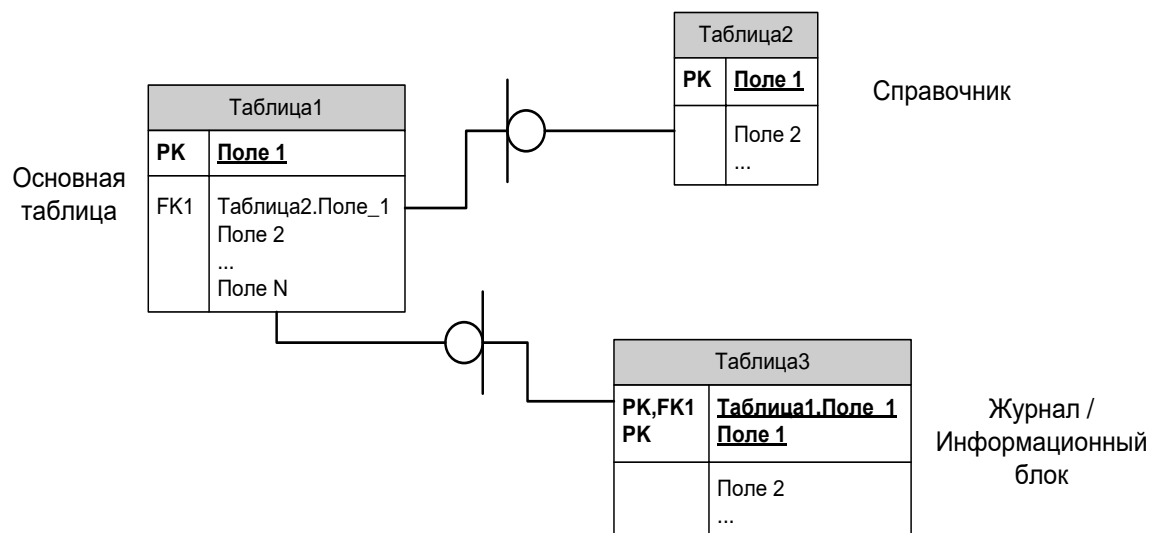 Таблица2
PK Поле 1
Поле 2
...
Справочник
Таблица1
PK Поле 1
FK1 Таблица2.Поле_1
Поле 2
...
Поле N
Основная
таблица
Таблица3
PK,FK1 Таблица1.Поле_1
PK Поле 1
Поле 2
...
Журнал /
Информационный
блок